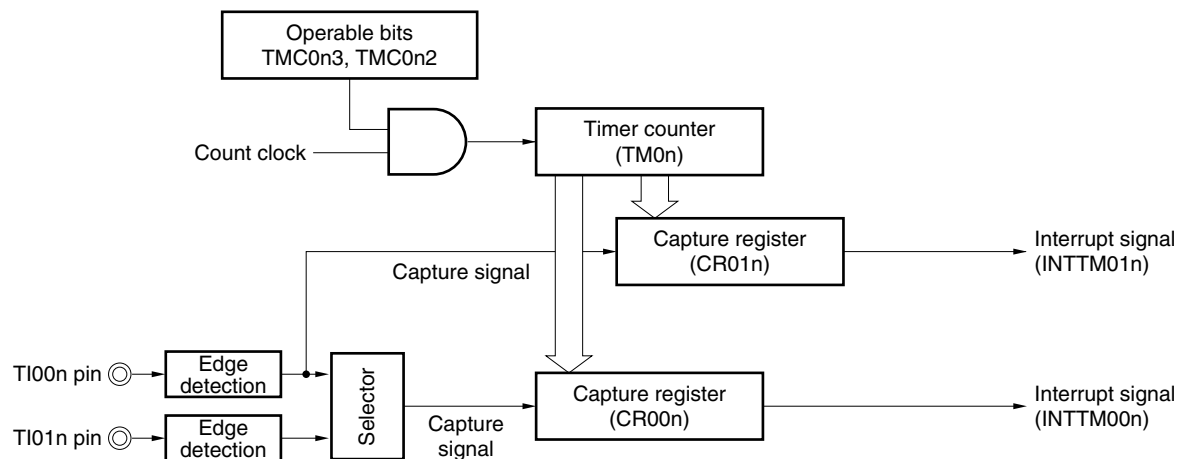 Operable bits
TMC0n3, TMC0n2
Count clock
Timer counter
(TM0n)
Capture register
(CR01n)
Interrupt signal
(INTTM01n)
Capture signal
TI00n pin
Edge
detection
Selector
Capture
signal
Capture register
(CR00n)
Interrupt signal
(INTTM00n)
TI01n pin
Edge
detection